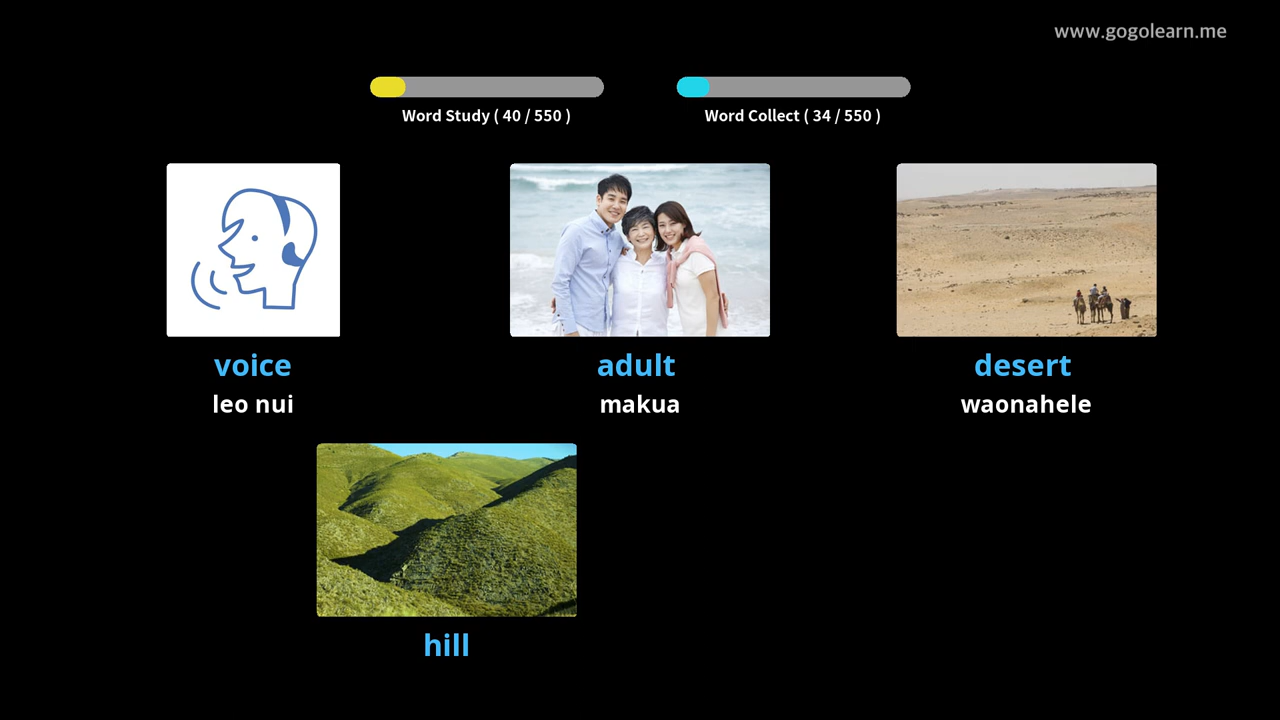 www.gogolearn.me
Word Study ( 40 / 550 )
Word Collect ( 34 / 550 )
voice
leo nui
adult
makua
desert
waonahele
hill